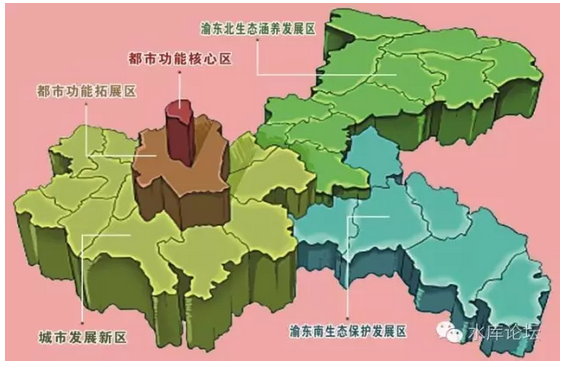 渝东北生态涵养发展区
都市功能核心区
都市功能拓展区
城市发展新区
渝东南生态保护发展区
水库论坛